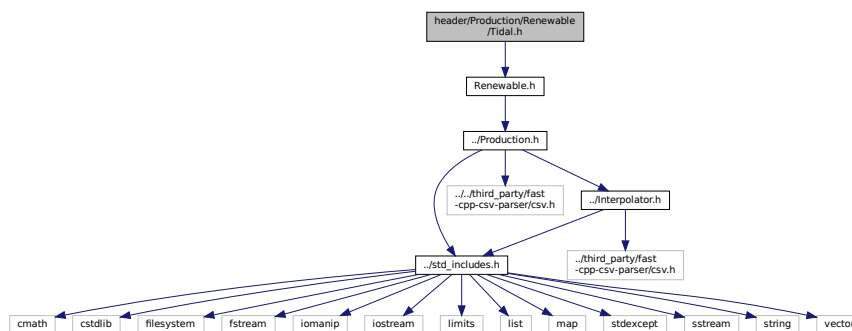 header/Production/Renewable
/Tidal.h
Renewable.h
../Production.h
../../third_party/fast
-cpp-csv-parser/csv.h
../Interpolator.h
../std_includes.h
../third_party/fast
-cpp-csv-parser/csv.h
cmath
cstdlib
filesystem
fstream
iomanip
iostream
limits
list
map
stdexcept
sstream
string
vector